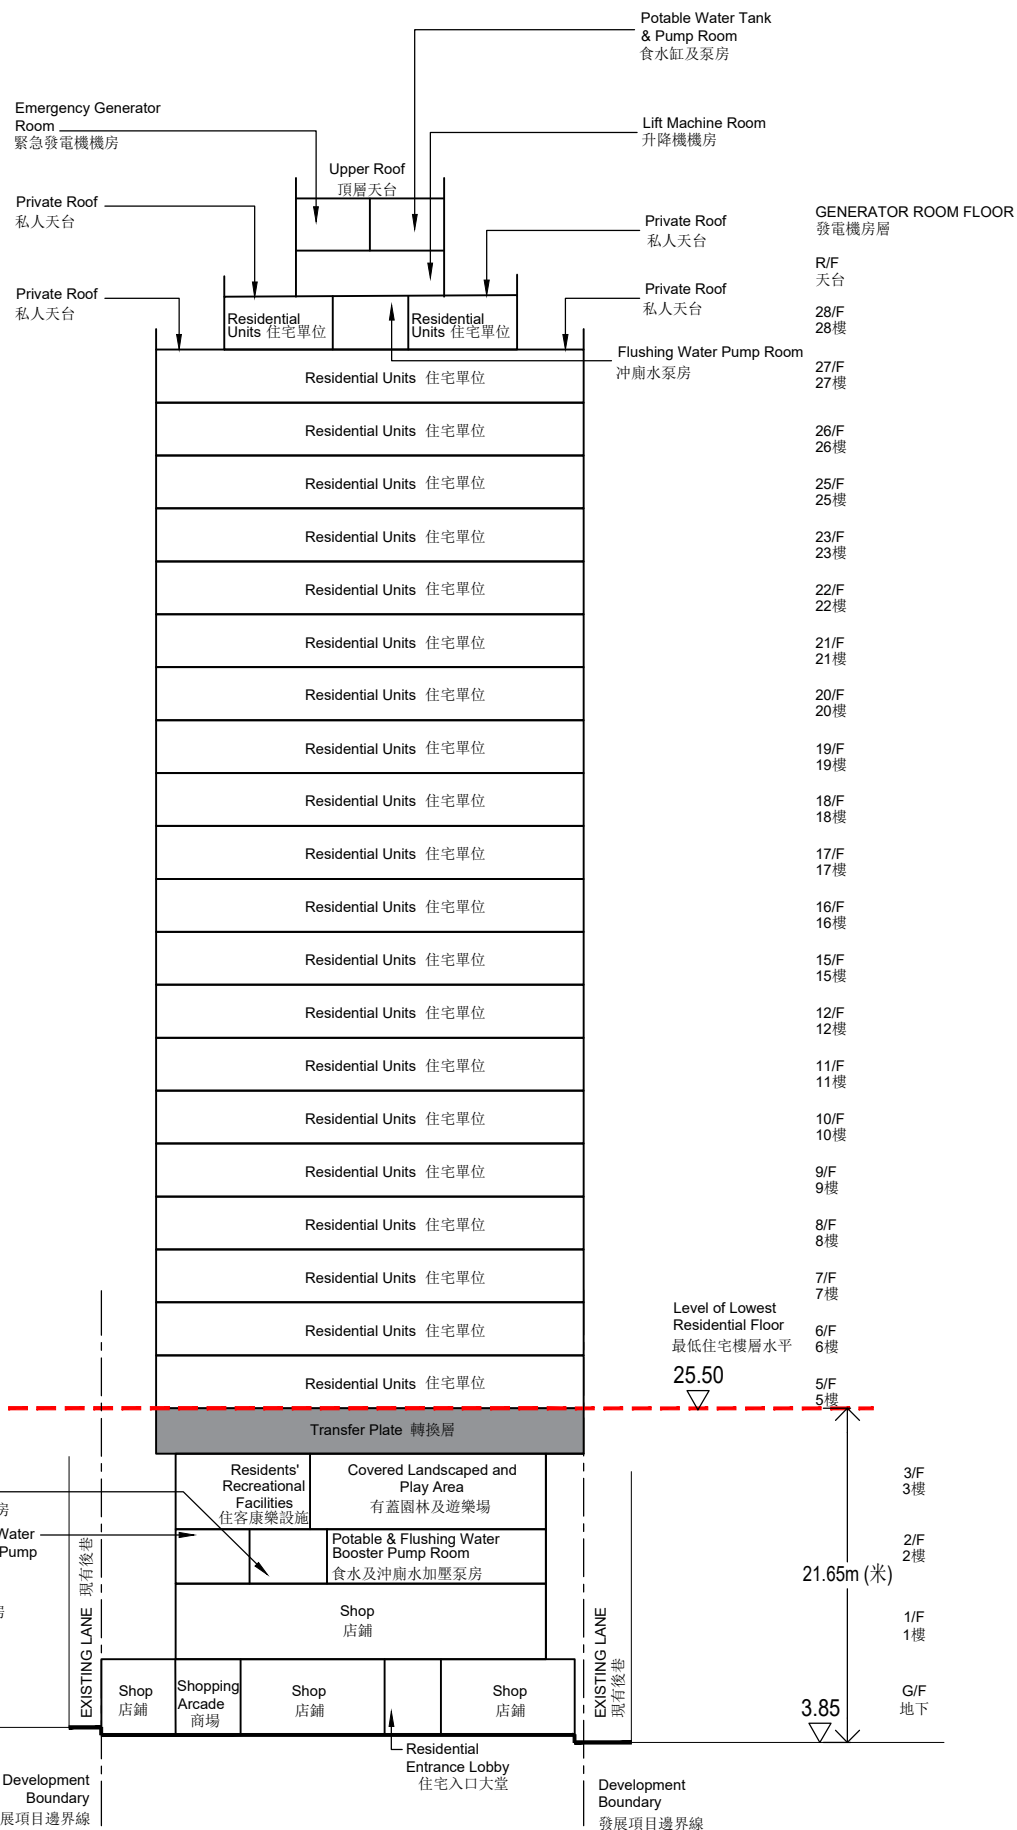 Potable Water Tank
& Pump Room
食水缸及泵房
Emergency Generator
Room
緊急發電機機房
Lift Machine Room
升降機機房
Upper Roof
頂層天台
Private Roof
私人天台
Private Roof
私人天台
GENERATOR ROOM FLOOR
發電機房層
R/F
天台
Private Roof
私人天台
Private Roof
私人天台
Residential
Units 住宅單位
Residential
Units 住宅單位
28/F
28樓
Flushing Water Pump Room
冲廁水泵房
Residential Units 住宅單位
27/F
27樓
Residential Units 住宅單位
26/F
26樓
Residential Units 住宅單位
25/F
25樓
Residential Units 住宅單位
23/F
23樓
Residential Units 住宅單位
22/F
22樓
Residential Units 住宅單位
21/F
21樓
Residential Units 住宅單位
20/F
20樓
Residential Units 住宅單位
19/F
19樓
Residential Units 住宅單位
18/F
18樓
Residential Units 住宅單位
17/F
17樓
Residential Units 住宅單位
16/F
16樓
Residential Units 住宅單位
15/F
15樓
Residential Units 住宅單位
12/F
12樓
Residential Units 住宅單位
11/F
11樓
Residential Units 住宅單位
10/F
10樓
Residential Units 住宅單位
9/F
9樓
Residential Units 住宅單位
8/F
8樓
Residential Units 住宅單位
7/F
7樓
Residential Units 住宅單位
6/F
6樓
Level of Lowest
Residential Floor
最低住宅樓層水平
25.50
Residential Units 住宅單位
5/F
5樓
Transfer Plate 轉換層
Residents'
Recreational
Facilities
住客康樂設施
Covered Landscaped and
Play Area
有蓋園林及遊樂場
3/F
3樓
房
Water
Pump
房
Potable & Flushing Water
Booster Pump Room
食水及沖廁水加壓泵房
2/F
2樓
21.65m (米)
Shop
店鋪
1/F
1樓
EXISTING LANE 現有後巷
Shop
店鋪
Shopping
Arcade
商場
Shop
店鋪
Shop
店鋪
EXISTING LANE
現有後巷
G/F
地下
3.85
Residential
Entrance Lobby
住宅入口大堂
Development
Boundary
展項目邊界線
Development
Boundary
發展項目邊界線